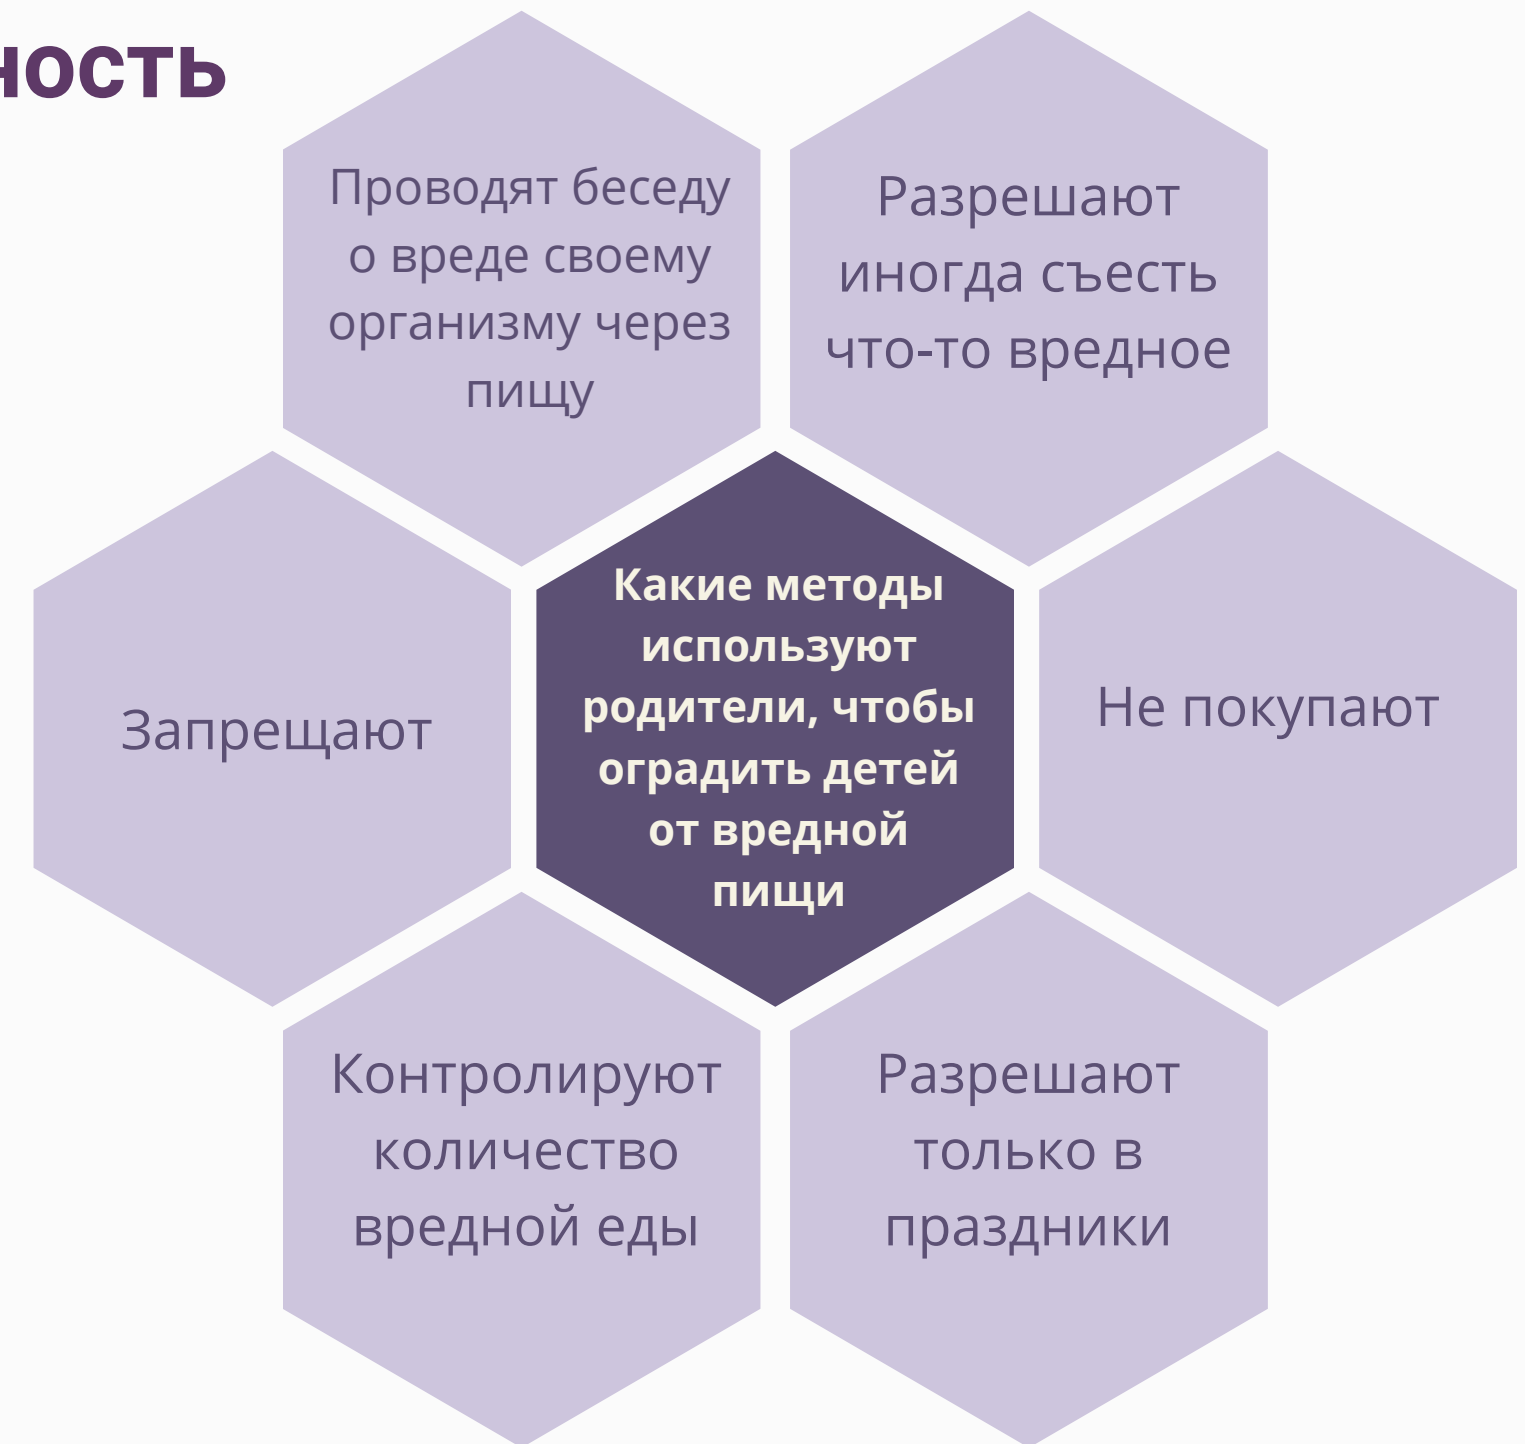 ность
Проводят беседу
о вреде своему
организму через
пищу
Разрешают
иногда съесть
что-то вредное
Запрещают
Какие методы
используют
родители, чтобы
оградить детей
от вредной
пищи
Не покупают
Контролируют
количество
вредной еды
Разрешают
только в
праздники